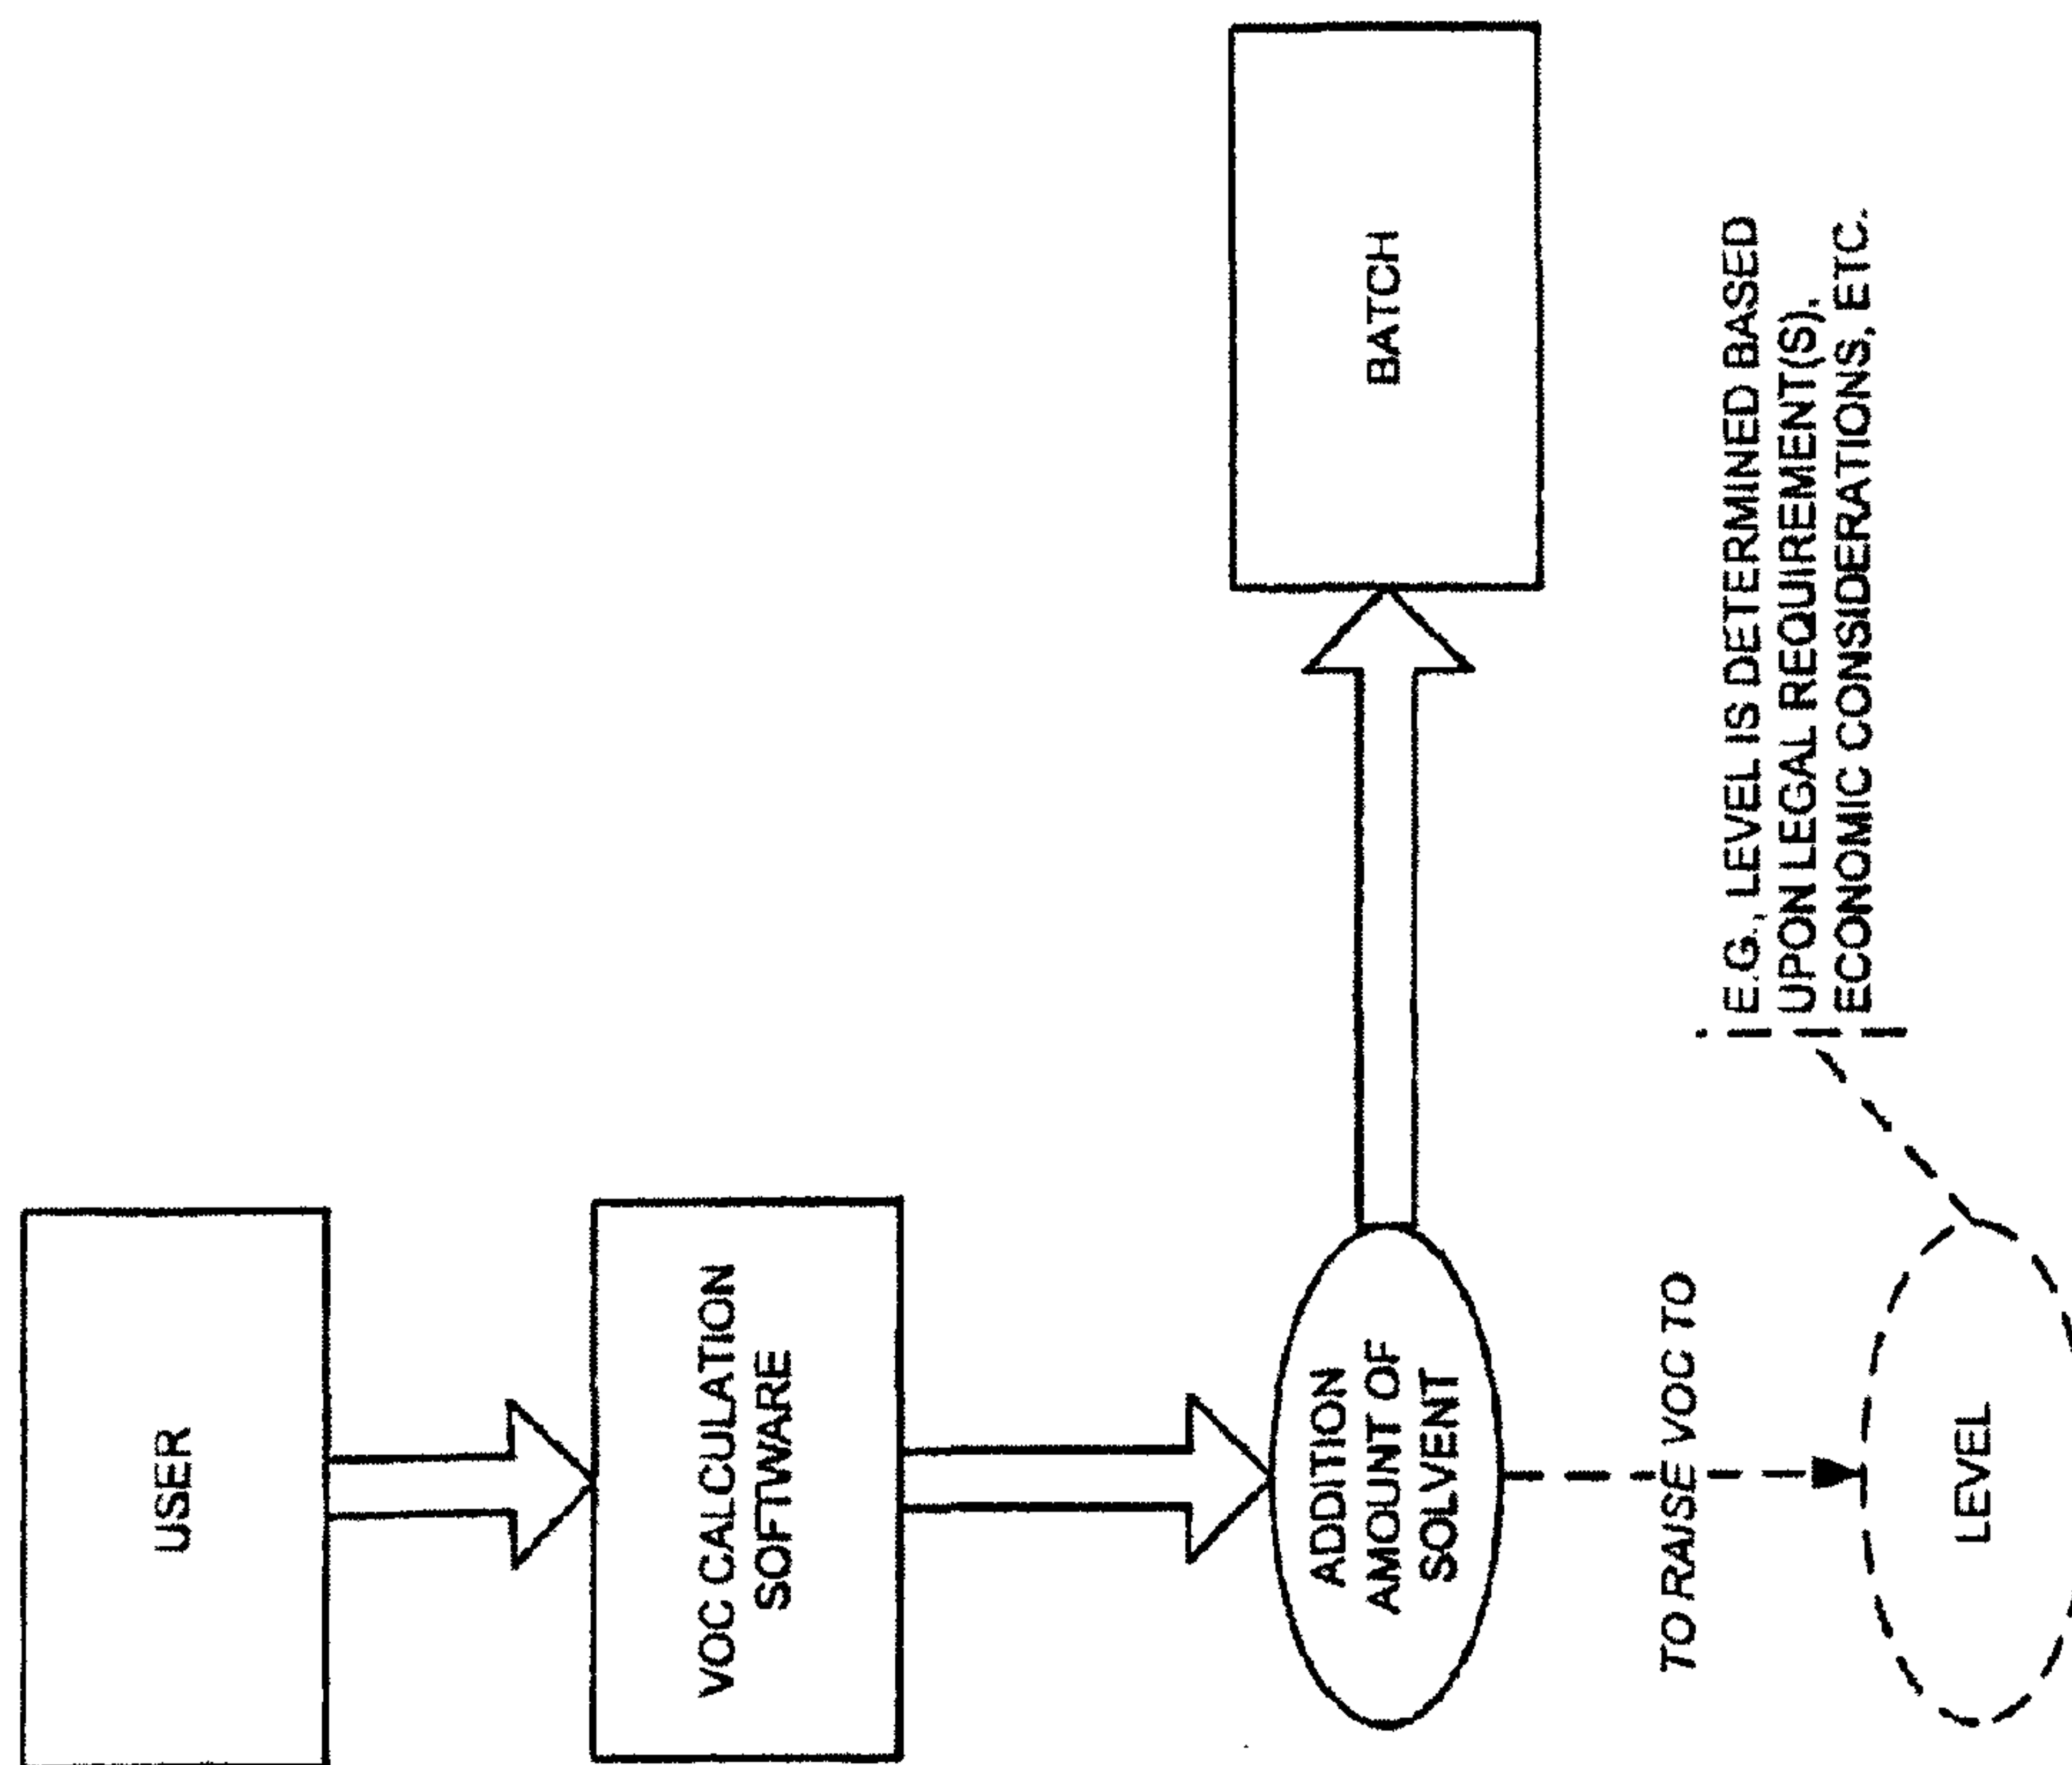 USER
VOC CALCULATION
SOFTWARE
ADDITION
AMOUNT OF
SOLVENT
BATCH
TO RAISE VOC TO
LEVEL
E.G., LEVEL IS DETERMINED BASED
UPON LEGAL REQUIREMENT(S),
ECONOMIC CONSIDERATIONS, ETC.